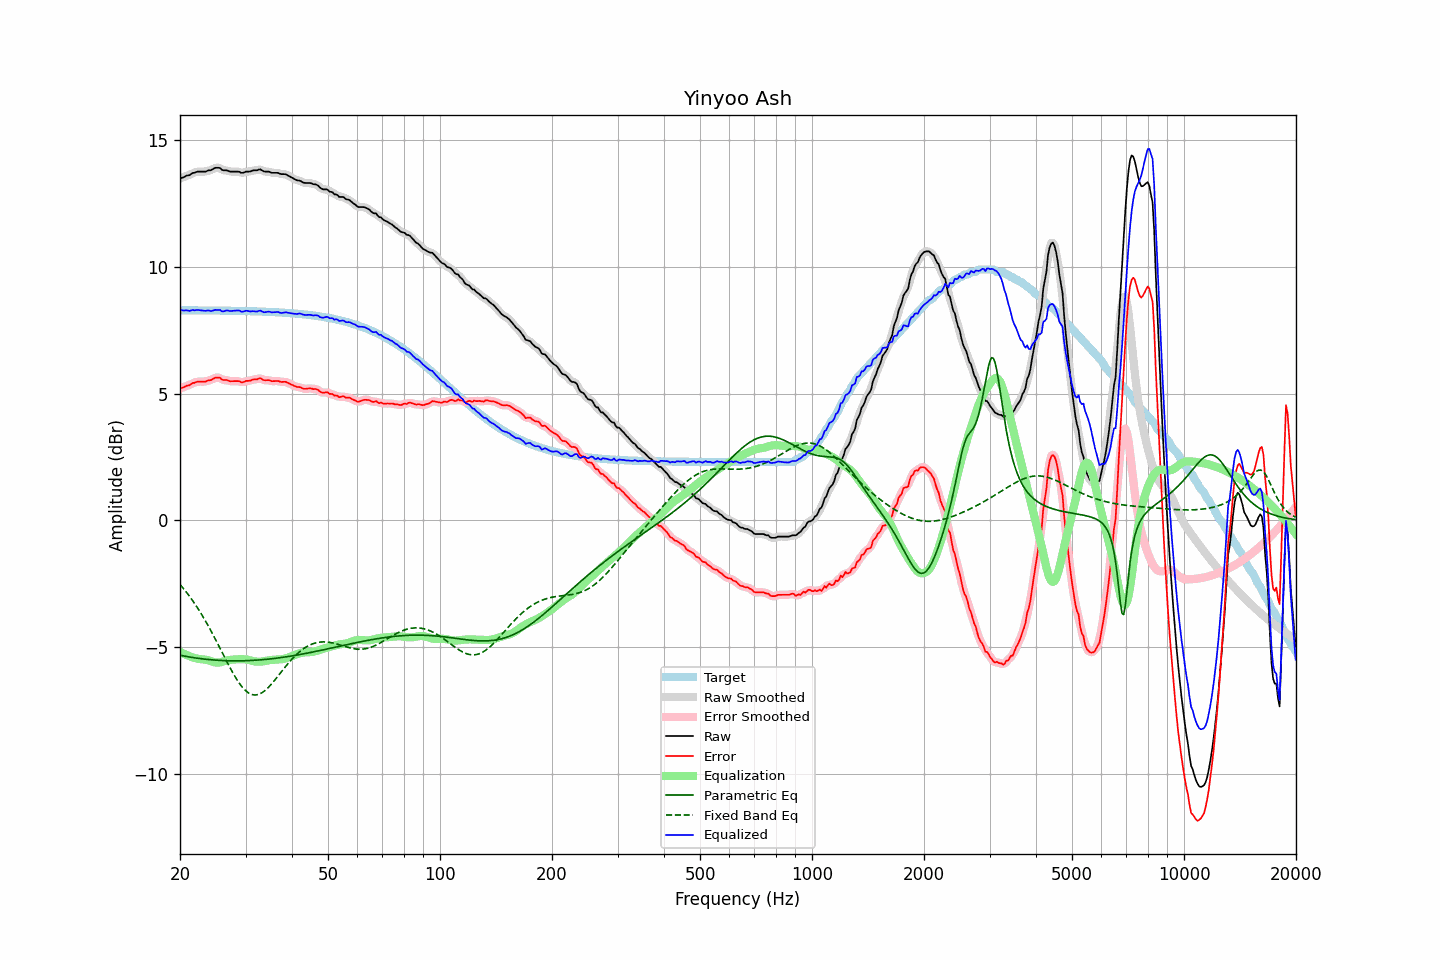 Yinyoo Ash
Amplitude (dBr)
15
10
5
0
−5
−10
20
50
100
200
500
1000
2000
5000
10000
20000
Frequency (Hz)
Target
Raw Smoothed
Error Smoothed
Raw
Error
Equalization
Parametric Eq
Fixed Band Eq
Equalized